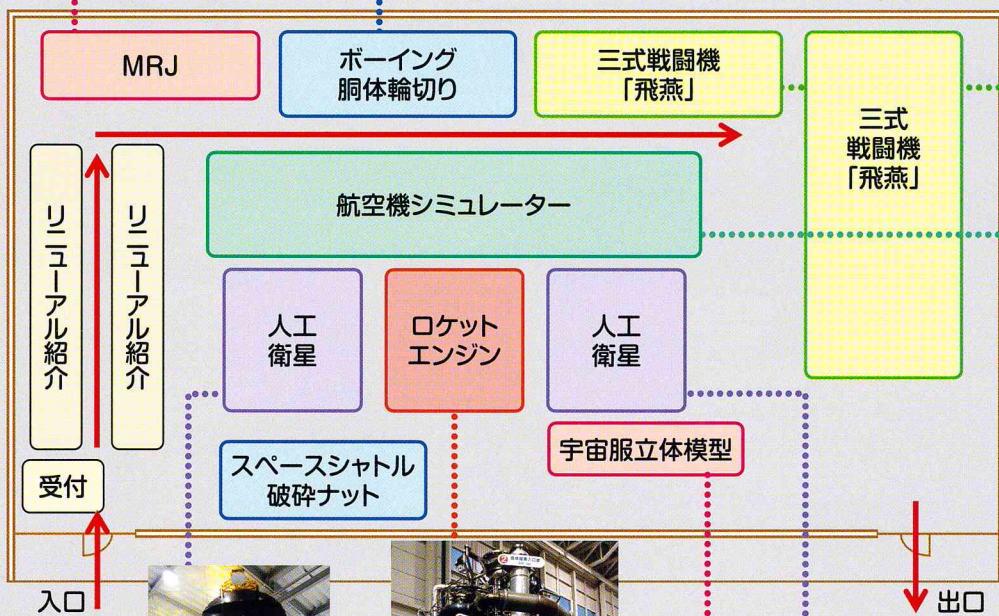 MRJ
ボーイング
胴体輪切り
三式戦闘機
「飛燕」
三式
戦闘機
「飛燕」
航空機シミュレーター
リニューアル紹介
リニューアル紹介
人工
衛星
ロケット
エンジン
人工
衛星
スペースシャトル
破砕ナット
宇宙服立体模型
受付
入口
出口